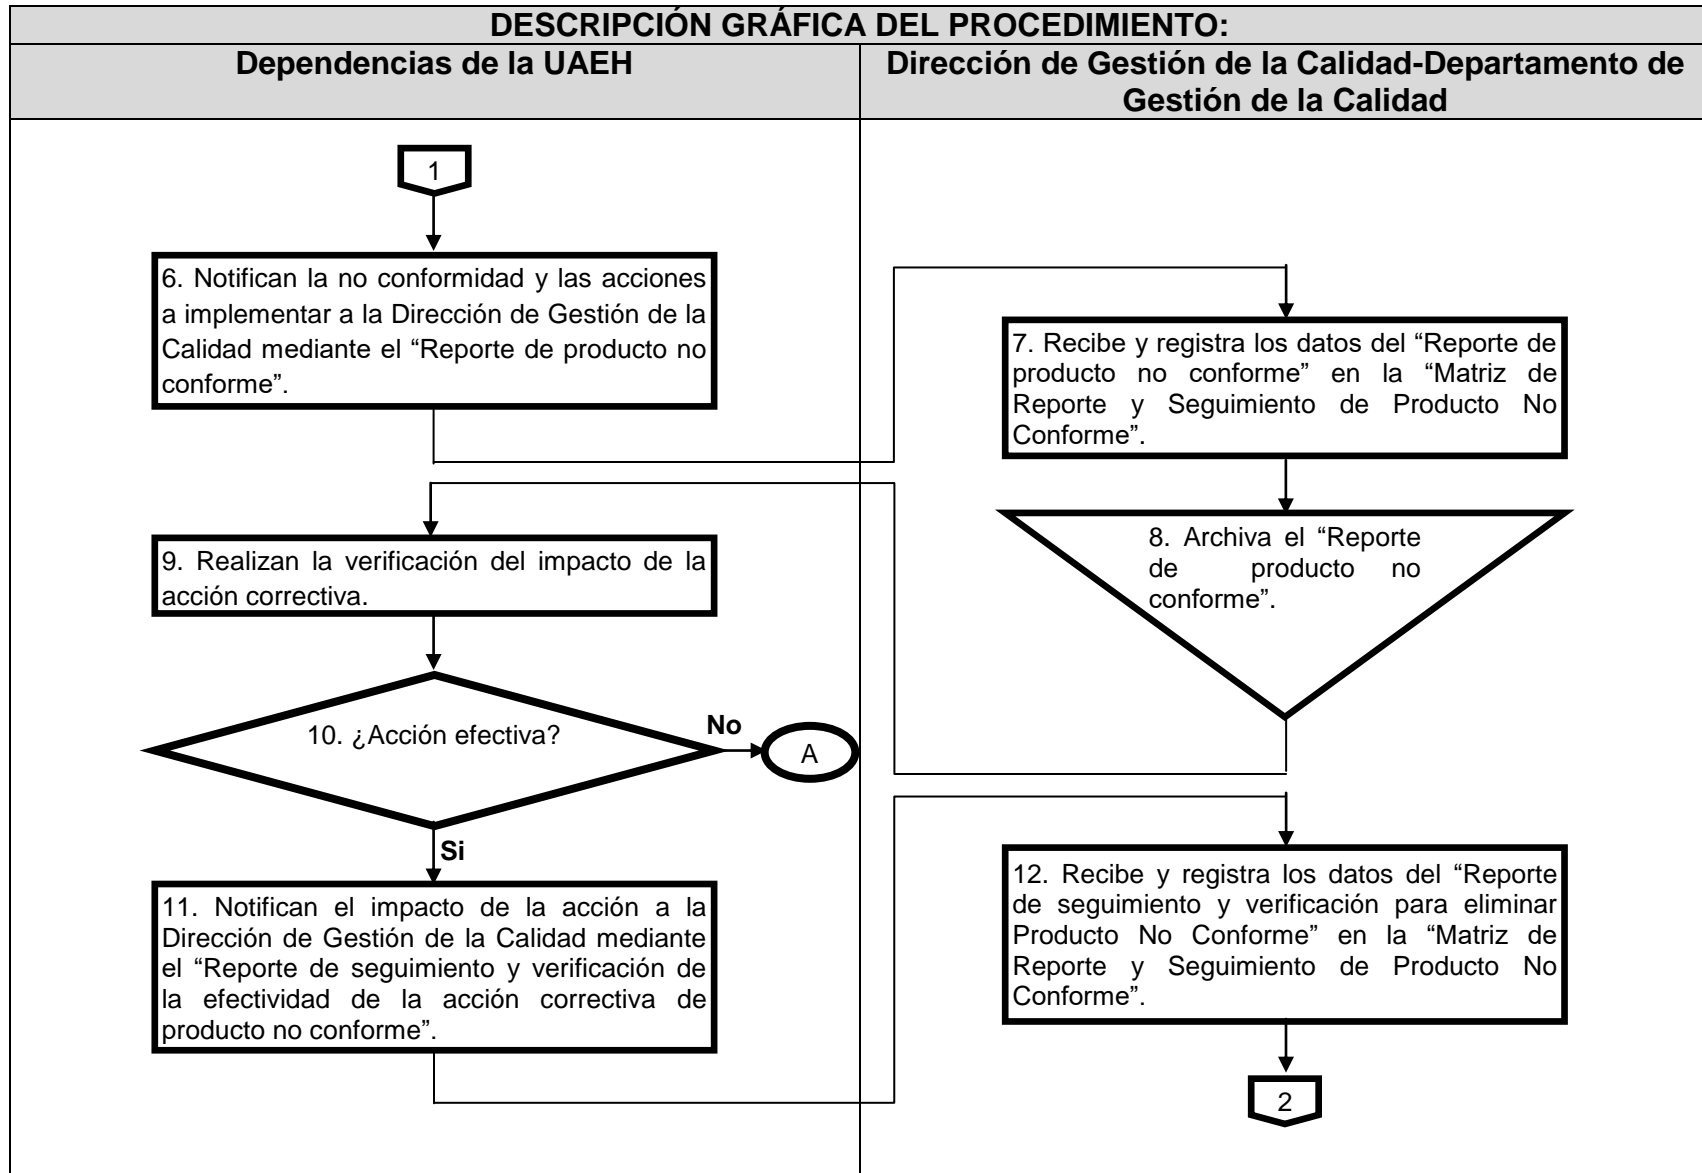 DESCRIPCIÓN GRÁFICA DEL PROCEDIMIENTO:
Dependencias de la UAEH
Dirección de Gestión de la Calidad-Departamento de
Gestión de la Calidad
1
6. Notifican la no conformidad y las acciones
a implementar a la Dirección de Gestión de la
Calidad mediante el “Reporte de producto no
conforme”.
7. Recibe y registra los datos del “Reporte de
producto no conforme” en la “Matriz de
Reporte y Seguimiento de Producto No
Conforme”.
8. Archiva el “Reporte
de producto no
conforme”.
9. Realizan la verificación del impacto de la
acción correctiva.
10. ¿Acción efectiva?
No
A
Si
11. Notifican el impacto de la acción a la
Dirección de Gestión de la Calidad mediante
el “Reporte de seguimiento y verificación de
la efectividad de la acción correctiva de
producto no conforme”.
12. Recibe y registra los datos del “Reporte
de seguimiento y verificación para eliminar
Producto No Conforme” en la “Matriz de
Reporte y Seguimiento de Producto No
Conforme”.
2